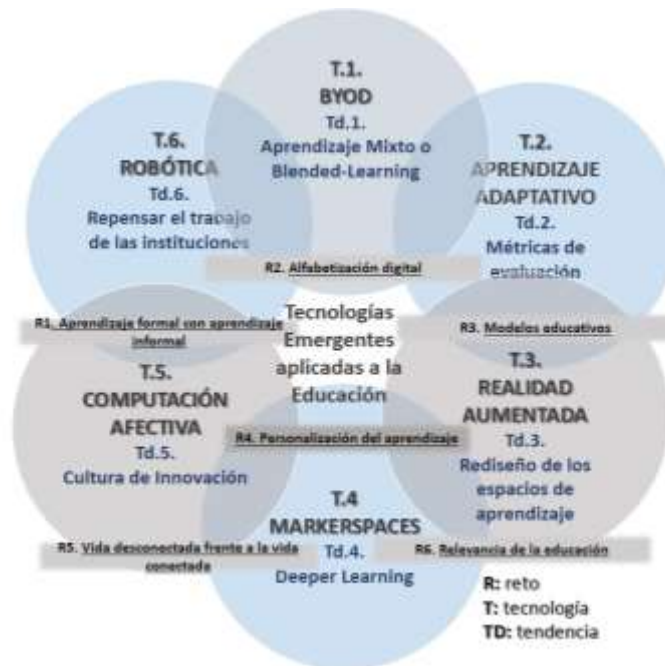 T.1.
BYOD
Td.1.
Aprendizaje Mixto o
Blended-Learning
T.6.
ROBÓTICA
Td.6.
Repensar el trabajo
de las instituciones
T.2.
APRENDIZAJE
ADAPTATIVO
Td.2.
Métricas de
evaluación
R2. Alfabetización digital
R1. Aprendizaje formal con aprendizaje
informal
Tecnologías
Emergentes
aplicadas a la
Educación
R3. Modelos educativos
T.5.
COMPUTACIÓN
AFECTIVA
Td.5.
Cultura de Innovación
T.3.
REALIDAD
AUMENTADA
Td.3.
Rediseño de los
espacios de
aprendizaje
R4. Personalización del aprendizaje
T.4
MARKERSPACES
Td.4.
Deeper Learning
R5. Vida desconectada frente a la vida
conectada
R6. Relevancia de la educación
R: reto
T: tecnología
TD: tendencia